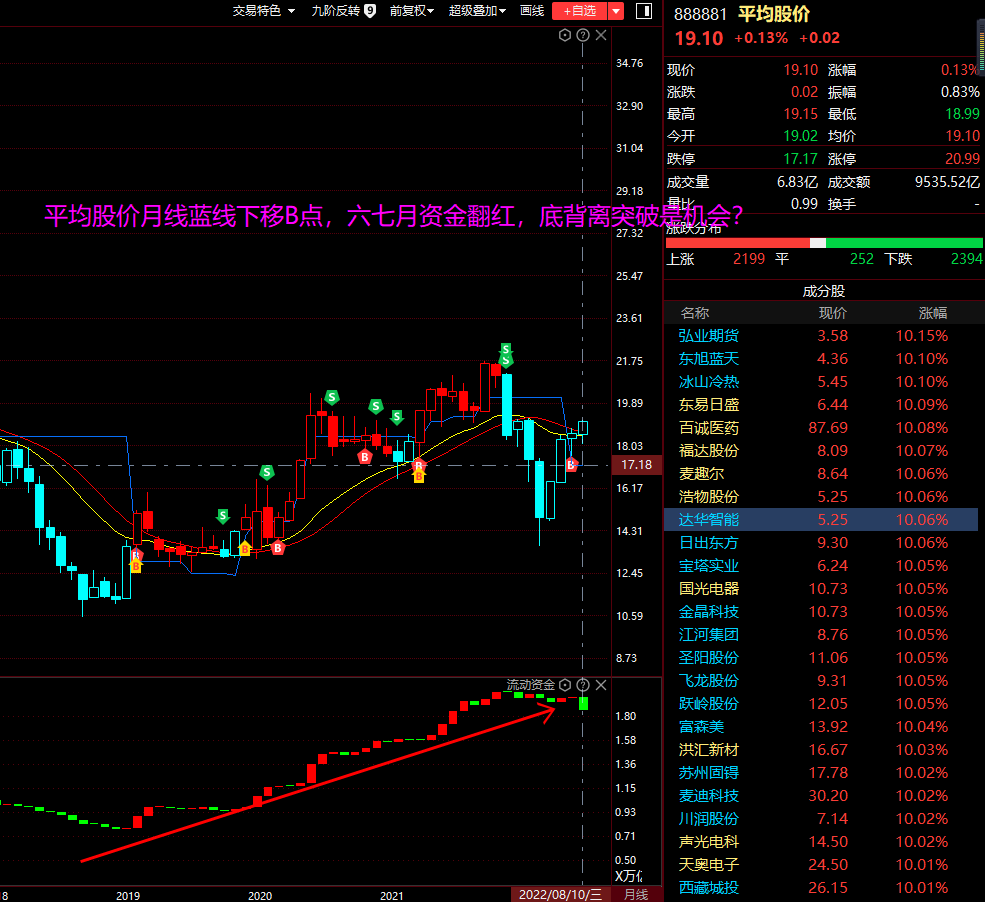 交易特色 九阶反转 9 前复权 超级叠加 画线 +自选
888881 平均股价
19.10 +0.13% +0.02
34.76
32.90
31.04
29.18
27.32
25.47
23.61
21.75
19.89
18.03
17.18
16.17
14.31
12.45
10.59
8.73
平均股价月线蓝线下移B点，六七月资金翻红，底背离突破是机会？
S
S
S
S
S
S
S
B
B
B
B
B
B
B
B
流动资金
1.80
1.58
1.36
1.15
0.93
0.71
0.50
X万亿
8 2019 2020 2021 2022/08/10/三 月线
现价 19.10 涨幅 0.13%
涨跌 0.02 振幅 0.83%
最高 19.15 最低 18.99
今开 19.02 均价 19.10
跌停 17.17 涨停 20.99
成交量 6.83亿 成交额 9535.52亿
量比 0.99 换手 -
涨跌分布
上涨 2199 平 252 下跌 2394
成分股
名称 现价 涨幅
弘业期货 3.58 10.15%
东旭蓝天 4.36 10.10%
冰山冷热 5.45 10.10%
东易日盛 6.44 10.09%
百诚医药 87.69 10.08%
福达股份 8.09 10.07%
麦趣尔 8.64 10.06%
浩物股份 5.25 10.06%
达华智能 5.25 10.06%
日出东方 9.30 10.06%
宝塔实业 6.24 10.05%
国光电器 10.73 10.05%
金晶科技 10.73 10.05%
江河集团 8.76 10.05%
圣阳股份 11.06 10.05%
飞龙股份 9.31 10.05%
跃岭股份 12.05 10.05%
富森美 13.92 10.04%
洪汇新材 16.67 10.03%
苏州固锝 17.78 10.02%
麦迪科技 30.20 10.02%
川润股份 7.14 10.02%
声光电科 14.50 10.02%
天奥电子 24.50 10.01%
西藏城投 26.15 10.01%